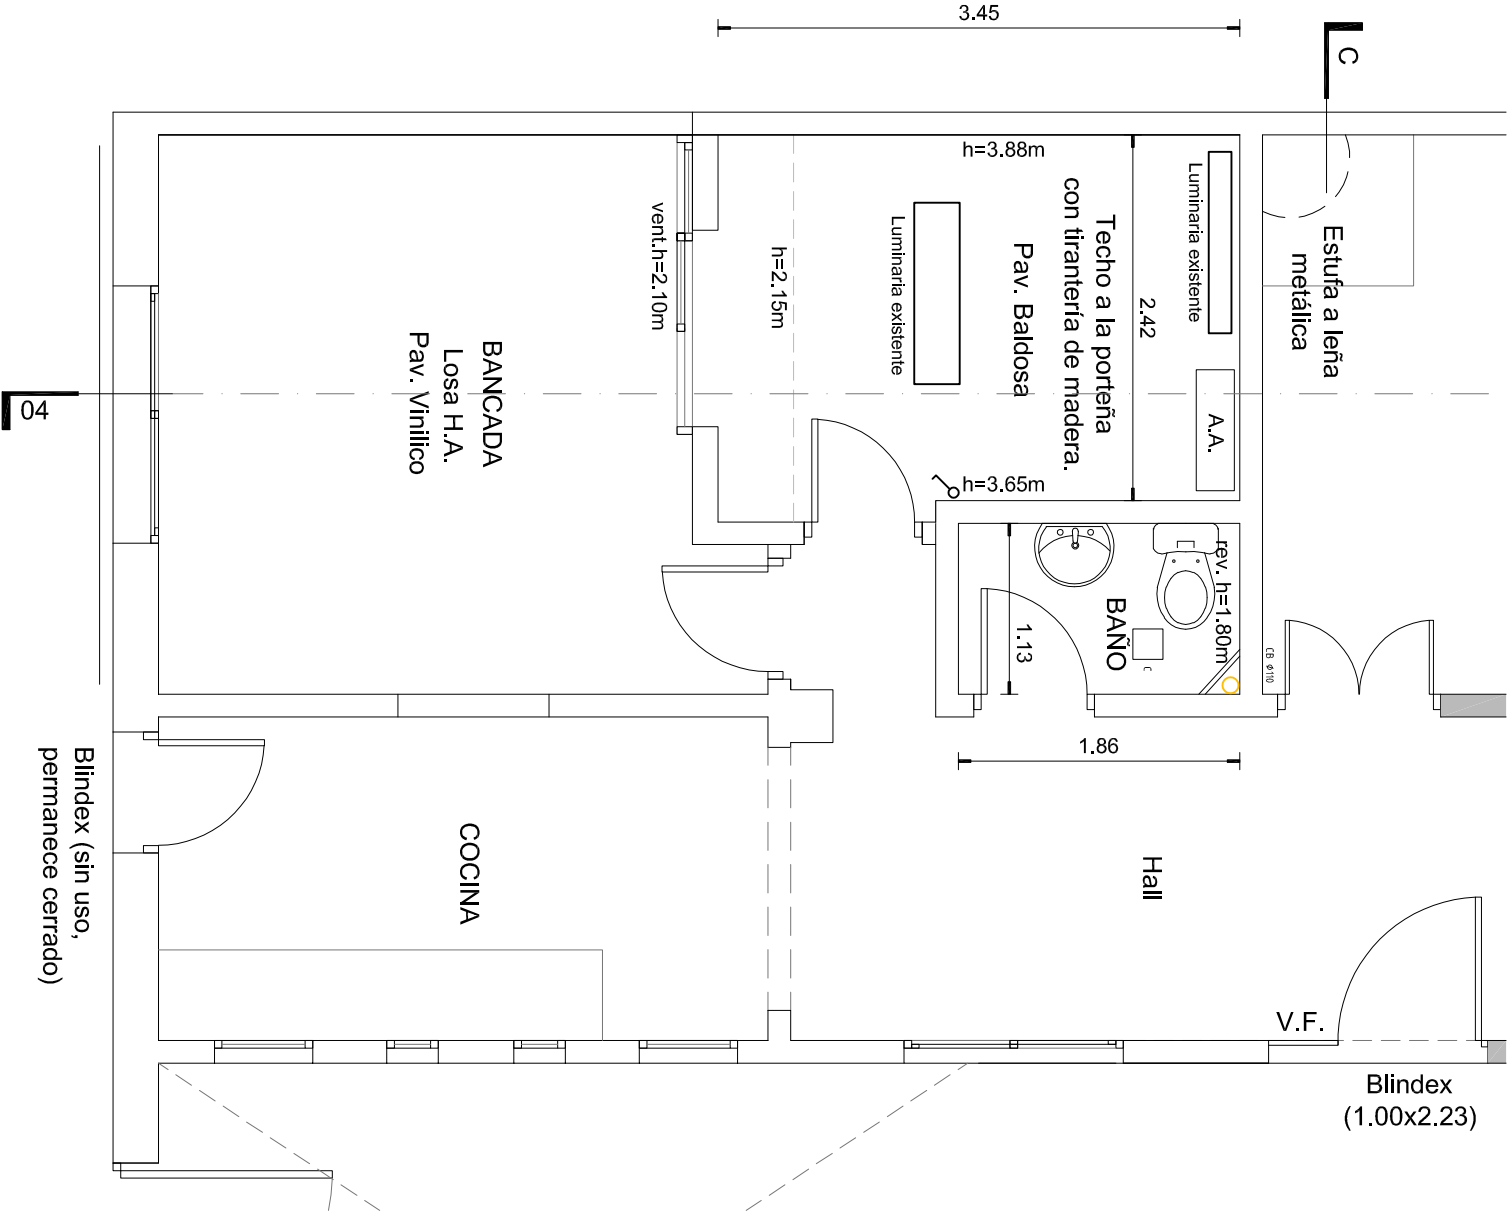 3.45
C
h=3.88m
Luminaria existente
Estufa a leña
metálica
Techo a la porteña
con tirantería de madera.
Pav. Baldosa
2.42
Luminaria existente
vent.h=2.10m
h=2.15m
BANCADA
Losa H.A.
Pav. Vinilico
04
A.A.
h=3.65m
rev. h=1.80m
BAÑO
1.13
C
CB ø110
1.86
Blindex (sin uso,
permanece cerrado)
COCINA
Hall
V.F.
Blindex
(1.00x2.23)